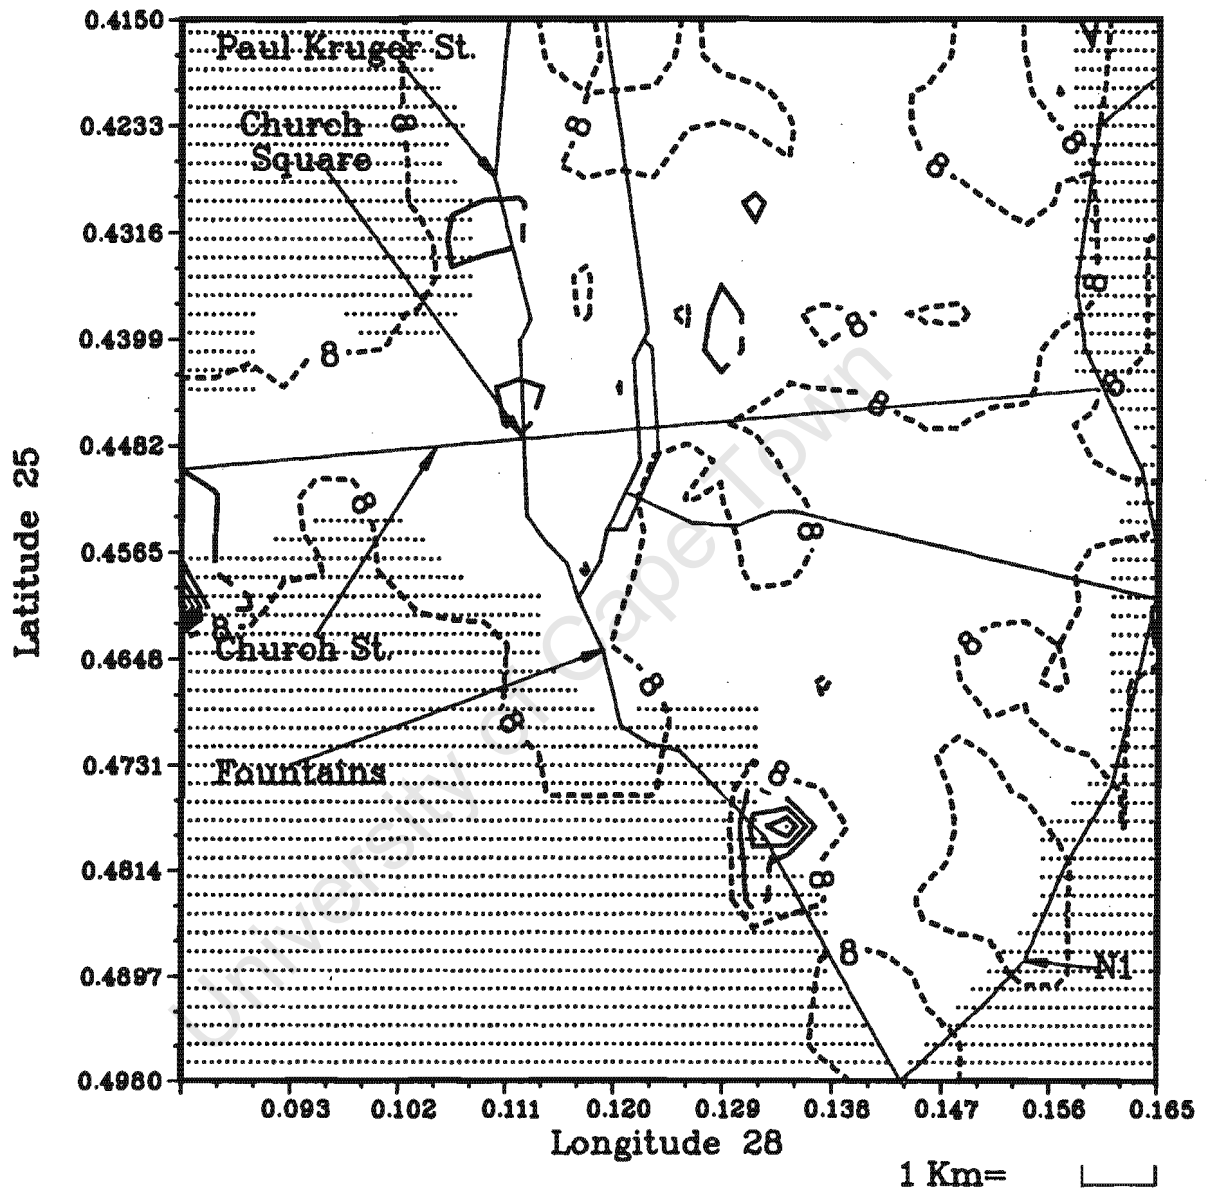 0.4150
Paul Kruger St.
0.4233
Church
Square
8
8
8
8
0.4316
8
0.4399
8
8
8
8
0.4482
8
8
Latitude 25
0.4565
8
8
0.4648
Church St.
8
8
0.4731
Fountains
8
0.4814
8
8
0.4897
N1
0.4980
0.093 0.102 0.111 0.120 0.129 0.138 0.147 0.156 0.165
Longitude 28
1 Km=
University of Cape Town